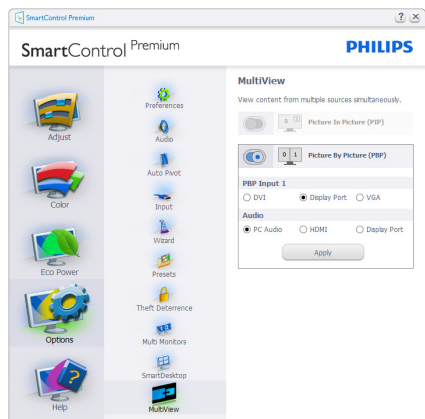 SmartControl Premium
? ×
SmartControl Premium
PHILIPS
Adjust
Color
Eco Power
Options
Help
Preferences
Audio
Auto Pivot
Input
Wizard
Presets
Theft Deterrence
Multi Monitors
SmartDesktop
MultiView
MultiView
View content from multiple sources simultaneously.
0 1 Picture In Picture (PIP)
0 1 Picture By Picture (PBP)
PBP Input 1
DVI Display Port VGA
Audio
PC Audio HDMI Display Port
Apply